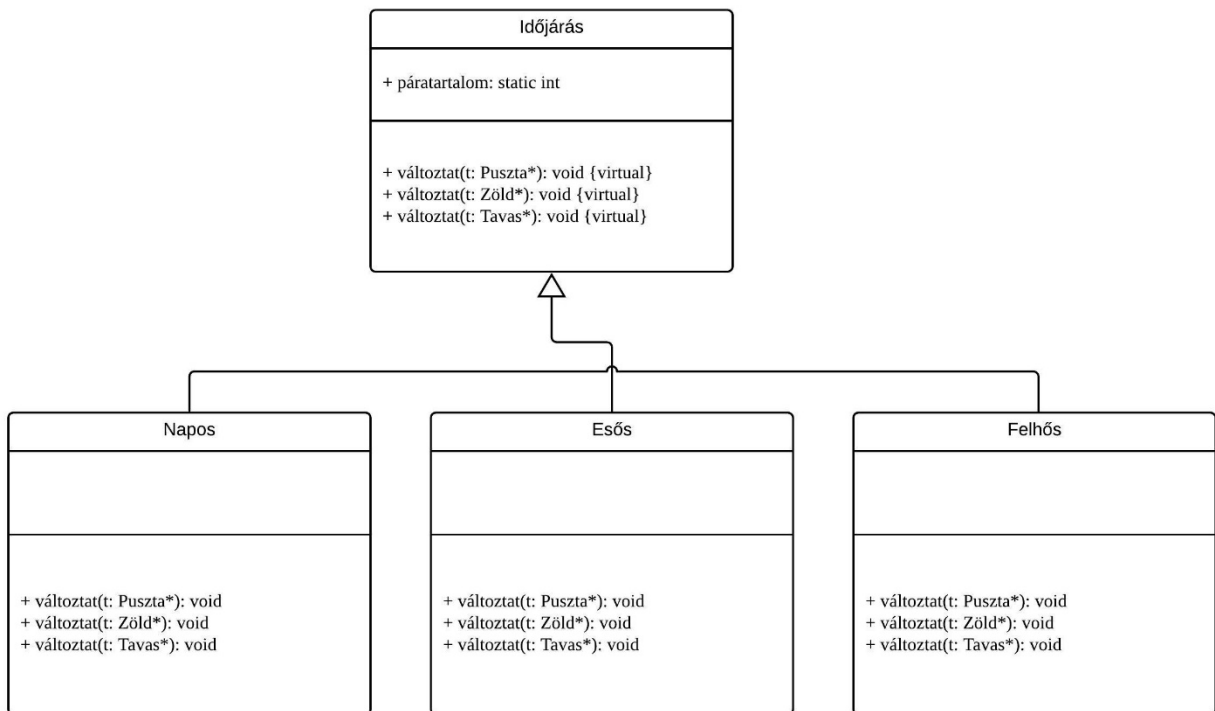 Időjárás
+ páratartalom: static int
+ változtat(t: Puszta*): void {virtual}
+ változtat(t: Zöld*): void {virtual}
+ változtat(t: Tavas*): void {virtual}
Napos
+ változtat(t: Puszta*): void
+ változtat(t: Zöld*): void
+ változtat(t: Tavas*): void
Esős
+ változtat(t: Puszta*): void
+ változtat(t: Zöld*): void
+ változtat(t: Tavas*): void
Felhős
+ változtat(t: Puszta*): void
+ változtat(t: Zöld*): void
+ változtat(t: Tavas*): void